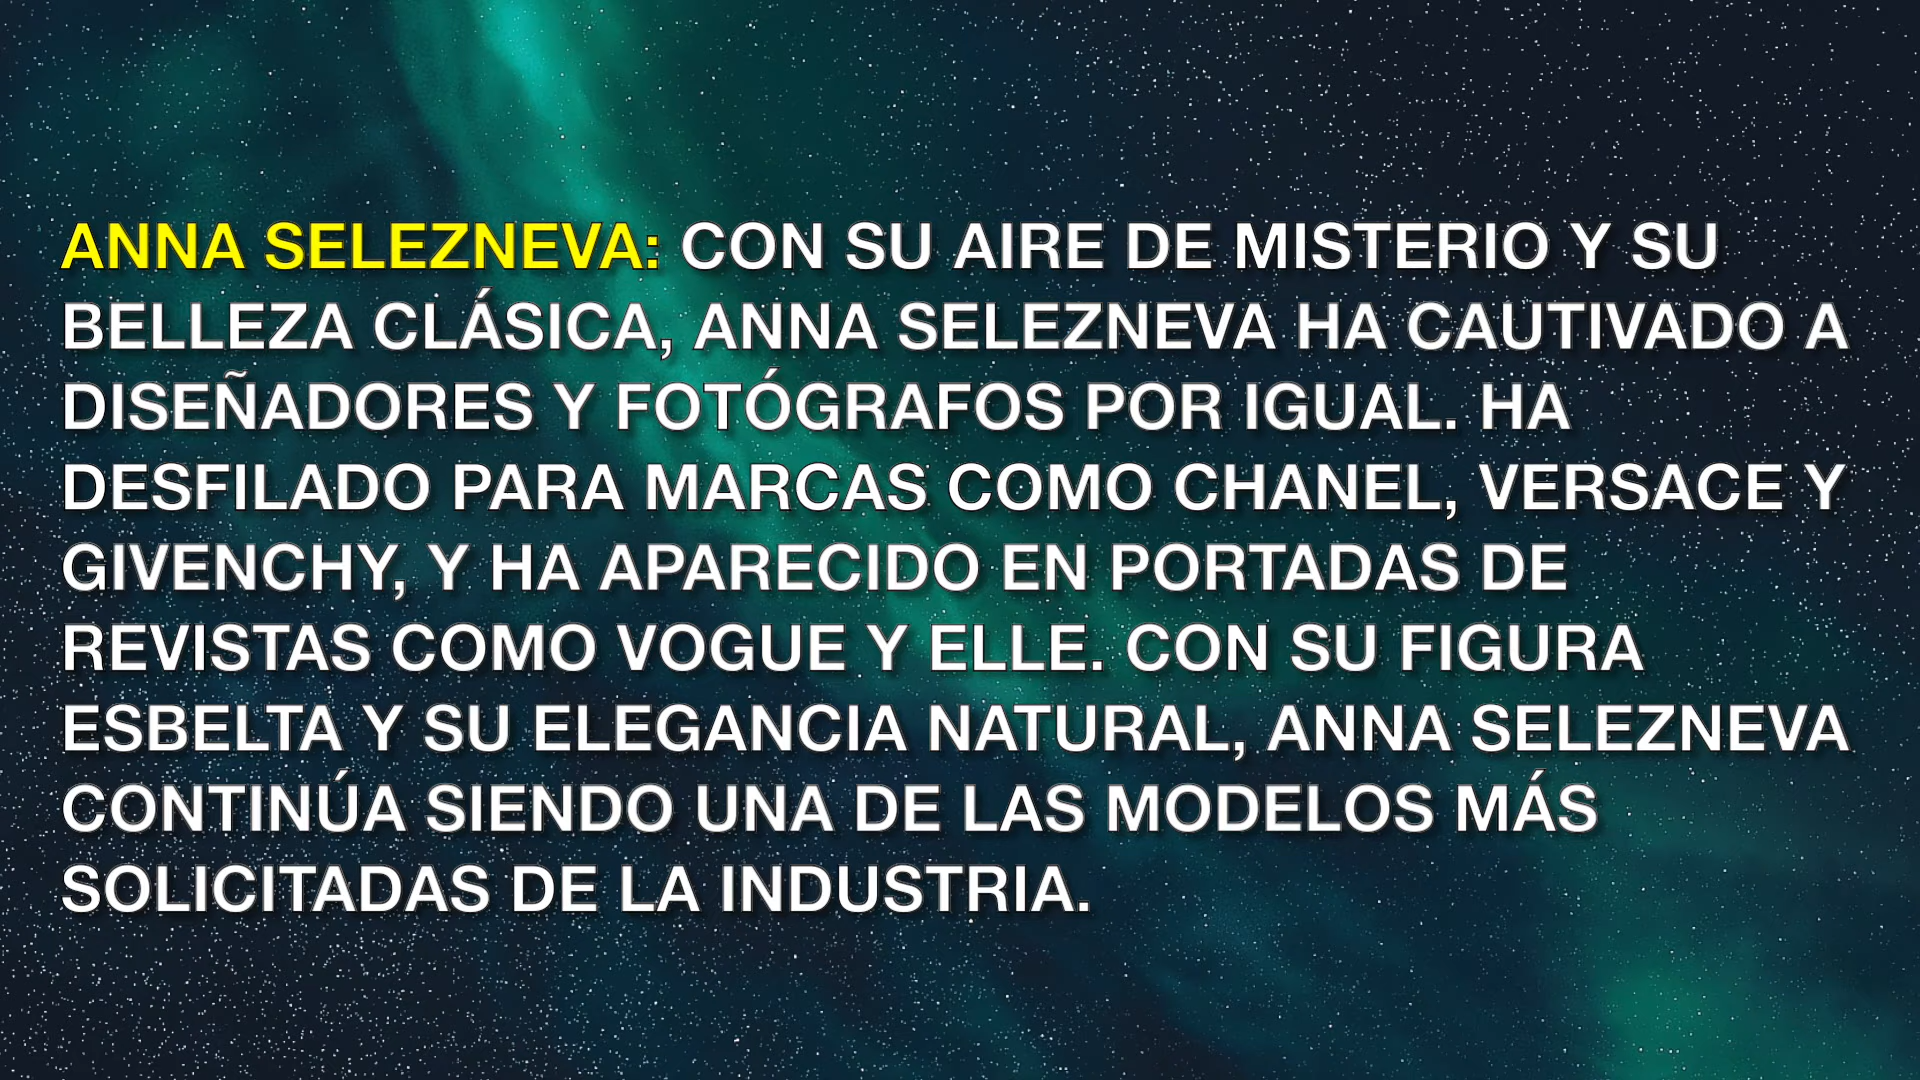 ANNA SELEZNEVA: CON SU AIRE DE MISTERIO Y SU
BELLEZA CLÁSICA, ANNA SELEZNEVA HA CAUTIVADO A
DISEÑADORES Y FOTÓGRAFOS POR IGUAL. HA
DESFILADO PARA MARCAS COMO CHANEL, VERSACE Y
GIVENCHY, Y HA APARECIDO EN PORTADAS DE
REVISTAS COMO VOGUE Y ELLE. CON SU FIGURA
ESBELTA Y SU ELEGANCIA NATURAL, ANNA SELEZNEVA
CONTINÚA SIENDO UNA DE LAS MODELOS MÁS
SOLICITADAS DE LA INDUSTRIA.